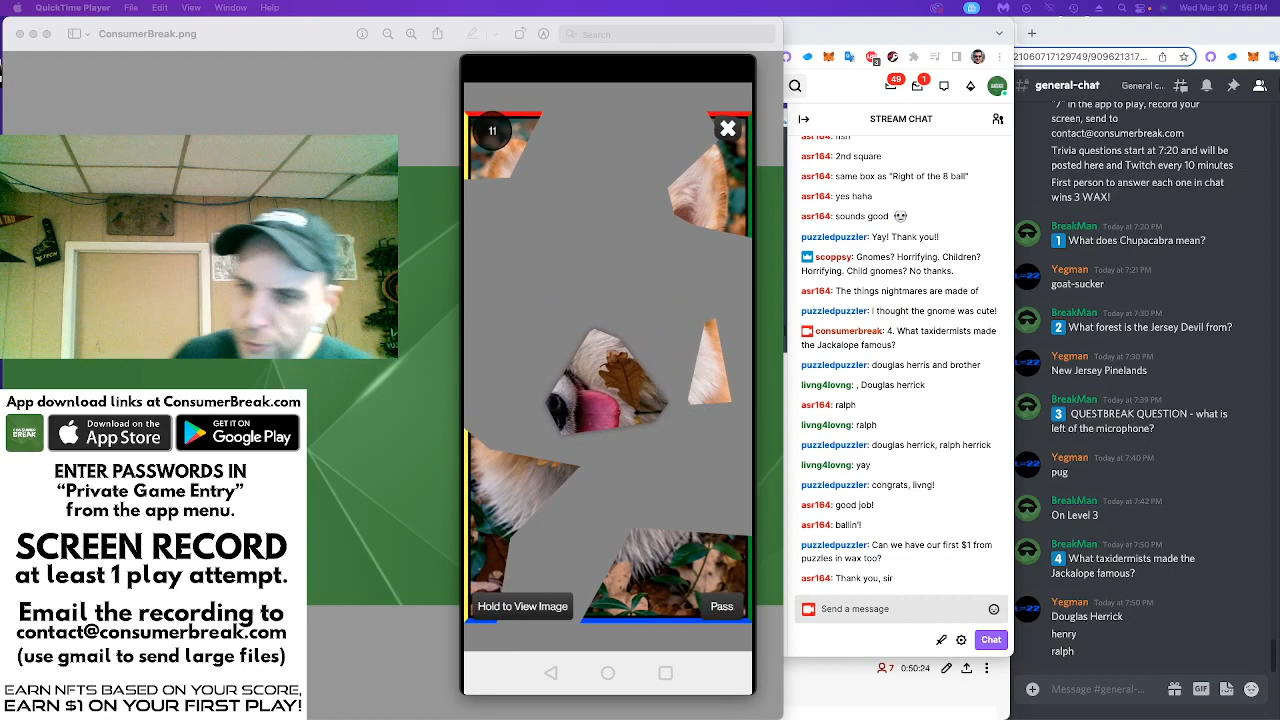 QuickTime Player File Edit View Window Help
Wed Mar 30 7:56 PM
ConsumerBreak.png
Search
21060717129749/909621317...
11
Hold to View Image
Pass
App download links at ConsumerBreak.com
CONSUMER BREAK
Download on the App Store
GET IT ON Google Play
ENTER PASSWORDS IN
"Private Game Entry"
from the app menu.
SCREEN RECORD
at least 1 play attempt.
Email the recording to
contact@consumerbreak.com
(use gmail to send large files)
EARN NFTS BASED ON YOUR SCORE,
EARN $1 ON YOUR FIRST PLAY!
49
1
STREAM CHAT
asr164: fish
asr164: 2nd square
asr164: same box as "Right of the 8 ball"
asr164: yes haha
asr164: sounds good
puzzledpuzzler: Yay! Thank you!!
scoppsy: Gnomes? Horrifying. Children?
Horrifying. Child gnomes? No thanks.
asr164: The things nightmares are made of
puzzledpuzzler: I thought the gnome was cute!
consumerbreak: 4. What taxidermists made
the Jackalope famous?
puzzledpuzzler: douglas herris and brother
livng4lovng: , Douglas herrick
asr164: ralph
livng4lovng: ralph
puzzledpuzzler: douglas herrick, ralph herrick
livng4lovng: yay
puzzledpuzzler: congrats, livng!
asr164: good job!
asr164: ballin'!
puzzledpuzzler: Can we have our first $1 from
puzzles in wax too?
asr164: Thank you, sir
Send a message
Chat
7 0:50:24
general-chat
General c...
"7" in the app to play, record your
screen, send to
contact@consumerbreak.com
Trivia questions start at 7:20 and will be
posted here and Twitch every 10 minutes
First person to answer each one in chat
wins 3 WAX!
BreakMan Today at 7:20 PM
1 What does Chupacabra mean?
Yegman Today at 7:21 PM
goat-sucker
BreakMan Today at 7:30 PM
2 What forest is the Jersey Devil from?
Yegman Today at 7:30 PM
New Jersey Pinelands
BreakMan Today at 7:39 PM
3 QUESTBREAK QUESTION - what is
left of the microphone?
Yegman Today at 7:40 PM
pug
BreakMan Today at 7:42 PM
On Level 3
BreakMan Today at 7:50 PM
4 What taxidermists made the
Jackalope famous?
Yegman Today at 7:50 PM
Douglas Herrick
henry
ralph
Message #general-...
GIF